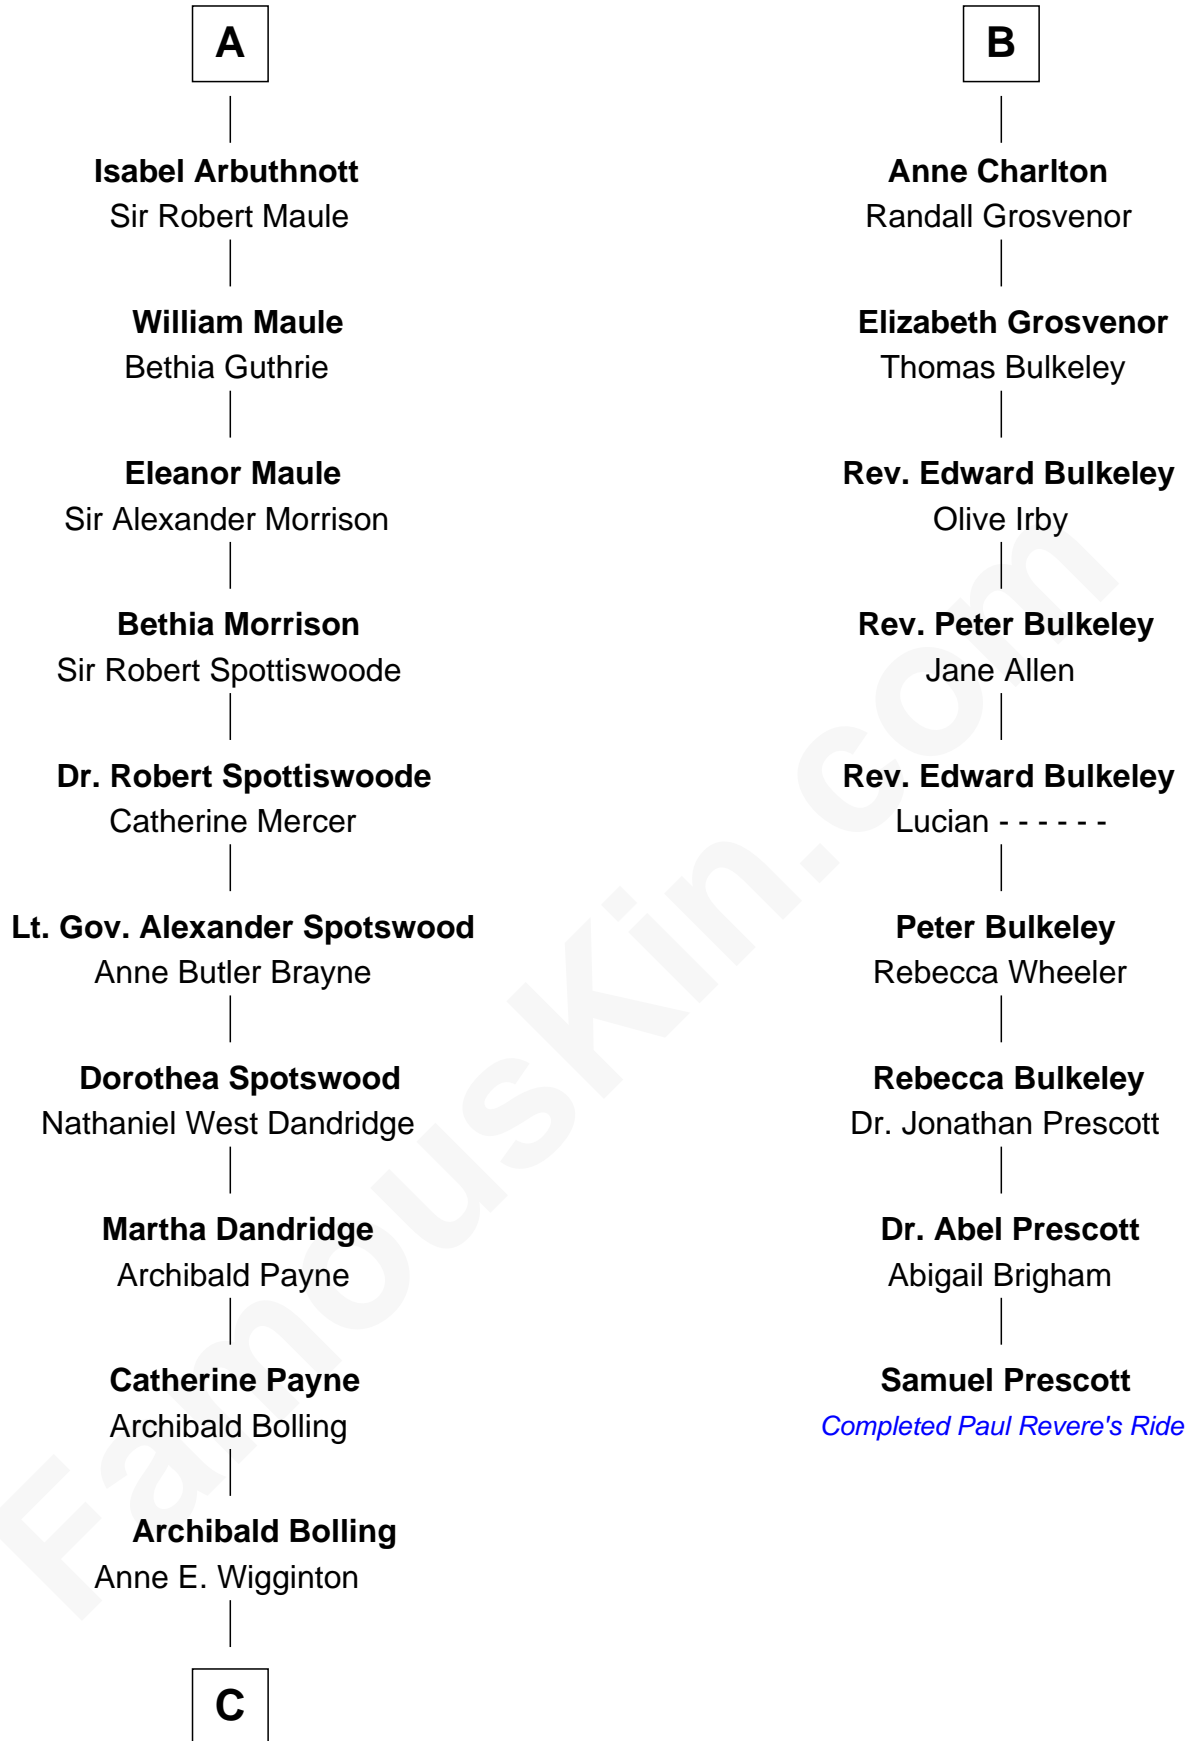 A
Isabel Arbuthnott
Sir Robert Maule
William Maule
Bethia Guthrie
Eleanor Maule
Sir Alexander Morrison
Bethia Morrison
Sir Robert Spottiswoode
Dr. Robert Spottiswoode
Catherine Mercer
Lt. Gov. Alexander Spotswood
Anne Butler Brayne
Dorothea Spotswood
Nathaniel West Dandridge
Martha Dandridge
Archibald Payne
Catherine Payne
Archibald Bolling
Archibald Bolling
Anne E. Wigginton
C
B
Anne Charlton
Randall Grosvenor
Elizabeth Grosvenor
Thomas Bulkeley
Rev. Edward Bulkeley
Olive Irby
Rev. Peter Bulkeley
Jane Allen
Rev. Edward Bulkeley
Lucian - - - - - -
Peter Bulkeley
Rebecca Wheeler
Rebecca Bulkeley
Dr. Jonathan Prescott
Dr. Abel Prescott
Abigail Brigham
Samuel Prescott
Completed Paul Revere's Ride
FamousKin.com